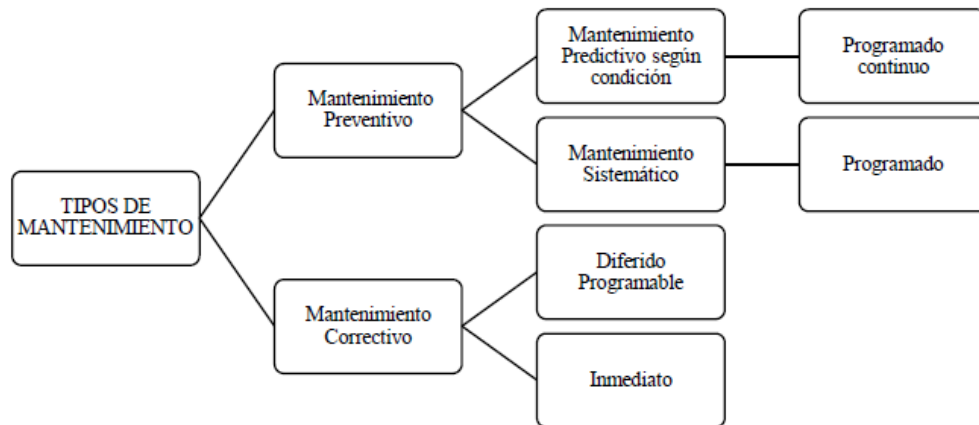 TIPOS DE
MANTENIMIENTO
Mantenimiento
Preventivo
Mantenimiento
Predictivo según
condición
Programado
continuo
Mantenimiento
Sistemático
Programado
Mantenimiento
Correctivo
Diferido
Programable
Inmediato